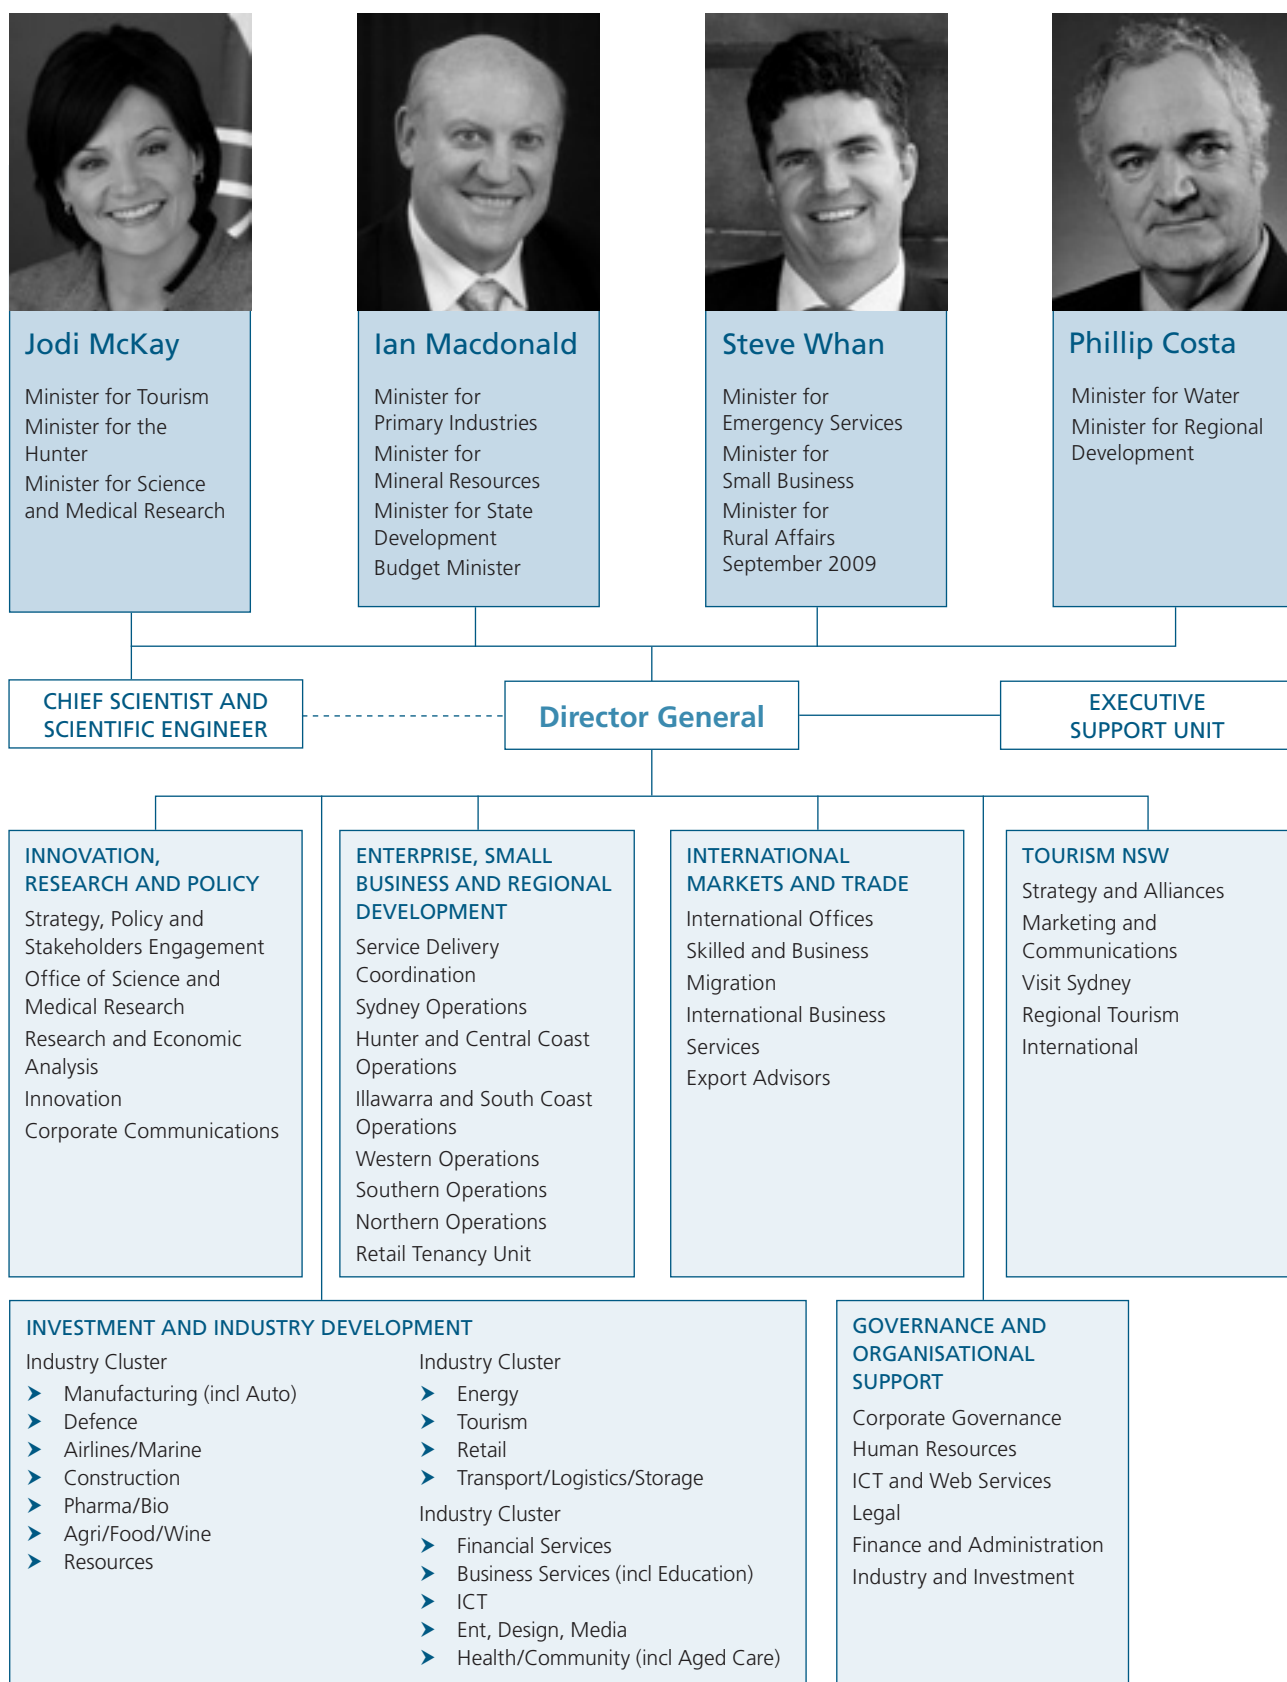 Jodi McKay
Minister for Tourism
Minister for the
Hunter
Minister for Science
and Medical Research
Ian Macdonald
Minister for
Primary Industries
Minister for
Mineral Resources
Minister for State
Development
Budget Minister
Steve Whan
Minister for
Emergency Services
Minister for
Small Business
Minister for
Rural Affairs
September 2009
Phillip Costa
Minister for Water
Minister for Regional
Development
CHIEF SCIENTIST AND
SCIENTIFIC ENGINEER
Director General
EXECUTIVE
SUPPORT UNIT
INNOVATION,
RESEARCH AND POLICY
Strategy, Policy and
Stakeholders Engagement
Office of Science and
Medical Research
Research and Economic
Analysis
Innovation
Corporate Communications
ENTERPRISE, SMALL
BUSINESS AND REGIONAL
DEVELOPMENT
Service Delivery
Coordination
Sydney Operations
Hunter and Central Coast
Operations
Illawarra and South Coast
Operations
Western Operations
Southern Operations
Northern Operations
Retail Tenancy Unit
INTERNATIONAL
MARKETS AND TRADE
International Offices
Skilled and Business
Migration
International Business
Services
Export Advisors
TOURISM NSW
Strategy and Alliances
Marketing and
Communications
Visit Sydney
Regional Tourism
International
INVESTMENT AND INDUSTRY DEVELOPMENT
Industry Cluster
➤ Manufacturing (incl Auto)
➤ Defence
➤ Airlines/Marine
➤ Construction
➤ Pharma/Bio
➤ Agri/Food/Wine
➤ Resources
Industry Cluster
➤ Energy
➤ Tourism
➤ Retail
➤ Transport/Logistics/Storage
Industry Cluster
➤ Financial Services
➤ Business Services (incl Education)
➤ ICT
➤ Ent, Design, Media
➤ Health/Community (incl Aged Care)
GOVERNANCE AND
ORGANISATIONAL
SUPPORT
Corporate Governance
Human Resources
ICT and Web Services
Legal
Finance and Administration
Industry and Investment